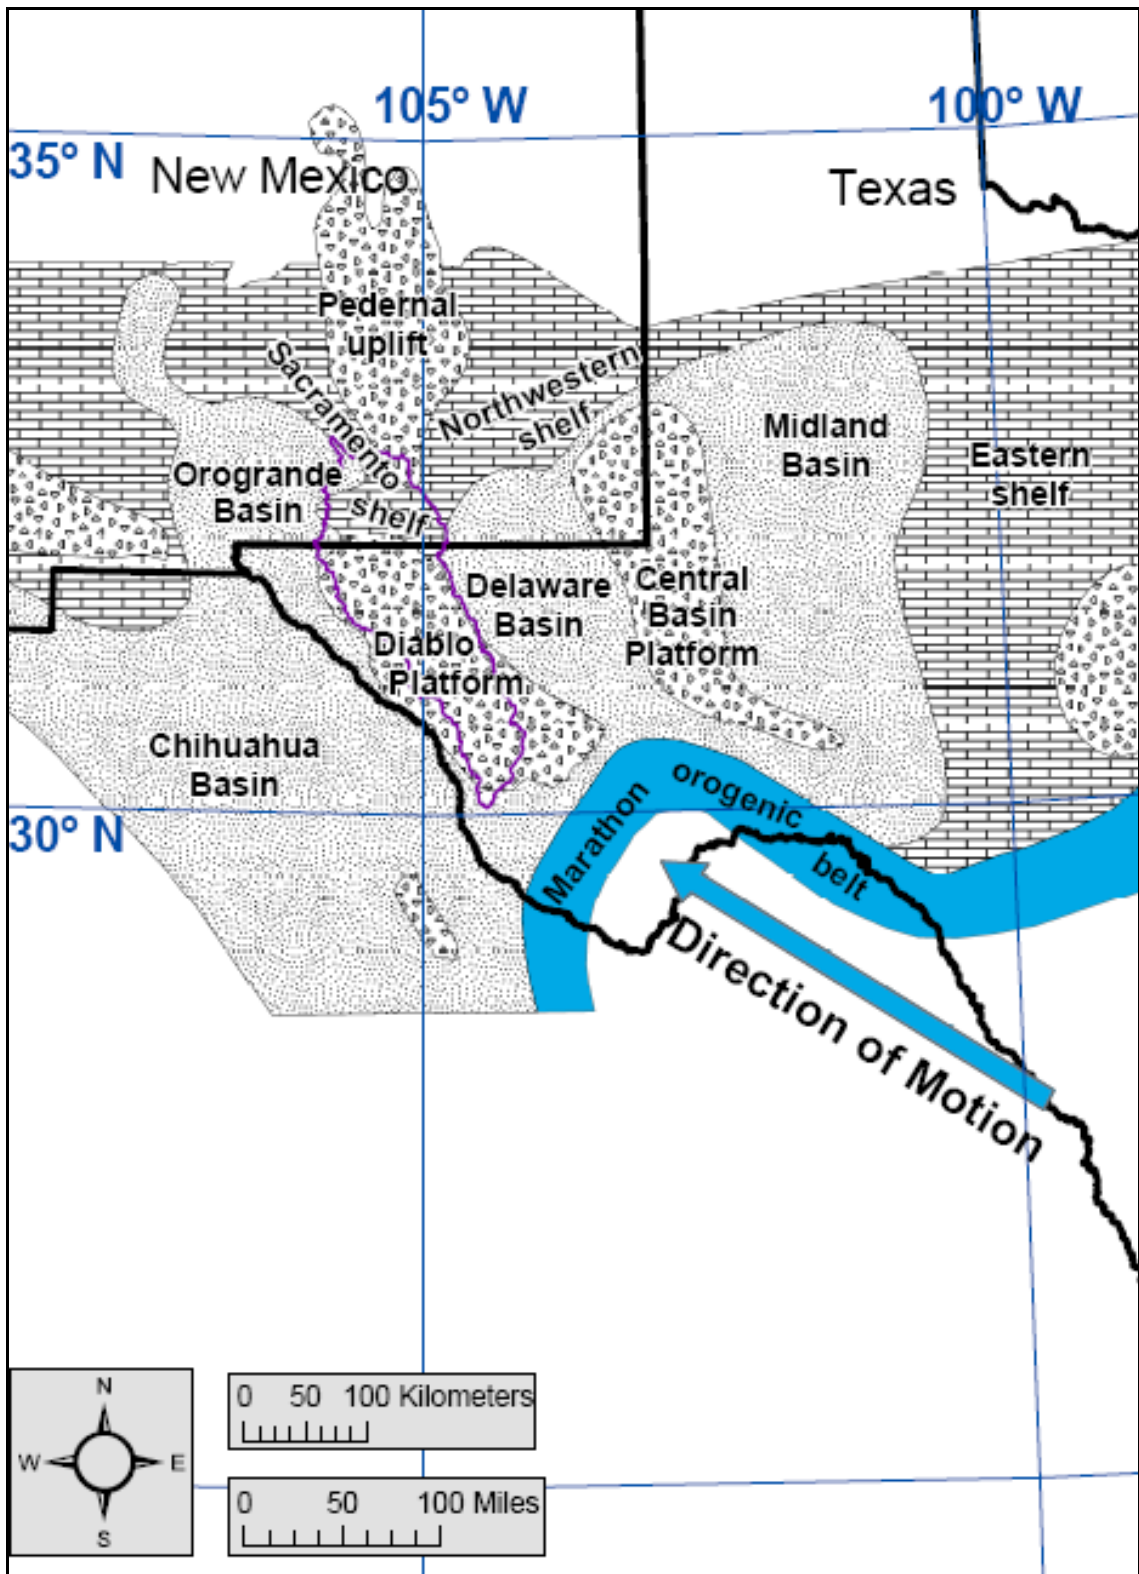 105° W
100° W
35° N
New Mexico
Texas
Pedernal
uplift
Sacramento
shelf
Northwestern
shelf
Midland
Basin
Orogrande
Basin
Eastern
shelf
Delaware
Basin
Central
Basin
Platform
Diablo
Platform
Chihuahua
Basin
30° N
Marathon
orogenic
belt
Direction of Motion
N
W
E
S
0 50 100 Kilometers
0 50 100 Miles